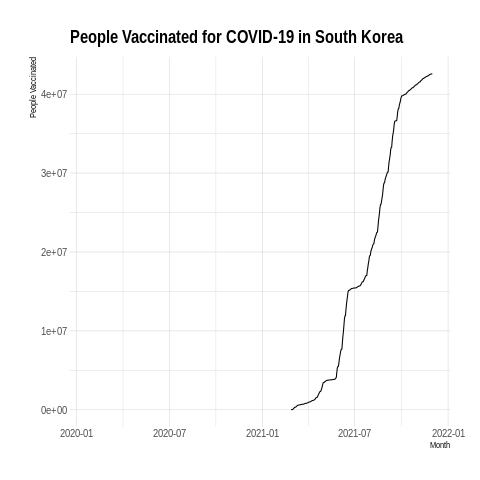 People Vaccinated for COVID-19 in South Korea
People Vaccinated
4e+07
3e+07
2e+07
1e+07
0e+00
2020-01 2020-07 2021-01 2021-07 2022-01
Month